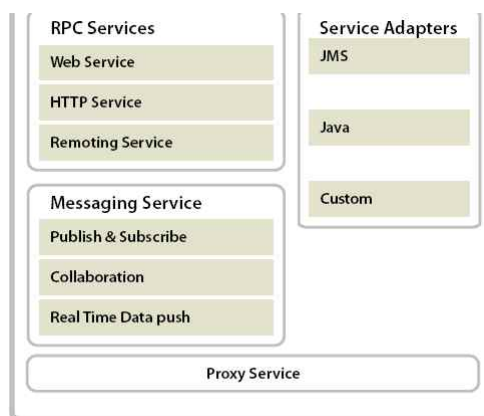 RPC Services
Web Service
HTTP Service
Remoting Service
Messaging Service
Publish & Subscribe
Collaboration
Real Time Data push
Service Adapters
JMS
Java
Custom
Proxy Service